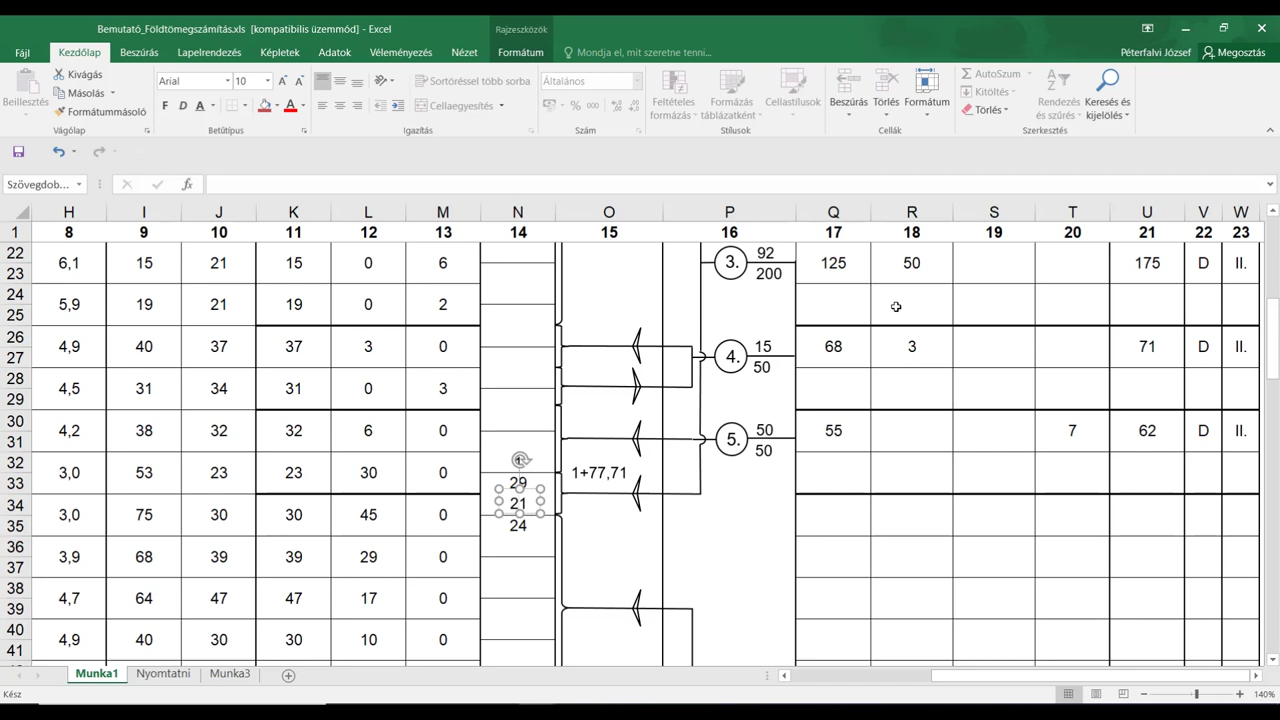 Bemutató_Földtömegszámítás.xls [kompatibilis üzemmód] - Excel
Rajzeszközök
Fájl Kezdőlap Beszúrás Lapelrendezés Képletek Adatok Véleményezés Nézet Formátum Mondja el, mit szeretne tenni... Péterfalvi József Megosztás
Beillesztés Kivágás Másolás Formátummásoló Vágólap
Arial 10 A A F D A A Betűtípus
Sortöréssel több sorba Cellaegyesítés Igazítás
Általános % 000 Szám
Feltételes formázás Formázás táblázatként Cellastílusok Stílusok
Beszúrás Törlés Formátum Cellák
AutoSzum Kitöltés Törlés Rendezés és szűrés Keresés és kijelölés Szerkesztés
Szövegdob... fx
H I J K L M N O P Q R S T U V W
1 8 9 10 11 12 13 14 15 16 17 18 19 20 21 22 23
22 92
23 6,1 15 21 15 0 6 3. 200 125 50 175 D II.
24
25 5,9 19 21 19 0 2
26 15
27 4,9 40 37 37 3 0 4. 50 68 3 71 D II.
28
29 4,5 31 34 31 0 3
30 50
31 4,2 38 32 32 6 0 5. 50 55 7 62 D II.
32
33 3,0 53 23 23 30 0 29 1+77,71
34 21
35 3,0 75 30 30 45 0 24
36
37 3,9 68 39 39 29 0
38
39 4,7 64 47 47 17 0
40
41 4,9 40 30 30 10 0
Munka1 Nyomtatni Munka3
Kész 140%